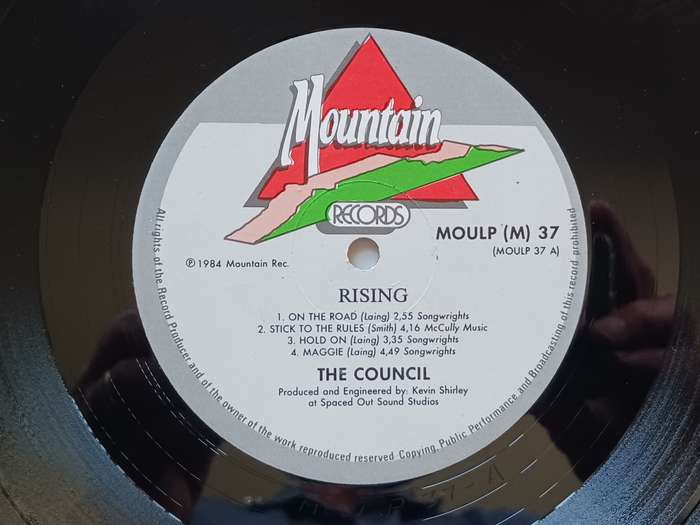 Mountain
RECORDS
MOULP (M) 37
(MOULP 37 A)
℗ 1984 Mountain Rec.
RISING
1. ON THE ROAD (Laing) 2,55 Songwrights
2. STICK TO THE RULES (Smith) 4,16 McCully Music
3. HOLD ON (Laing) 3,35 Songwrights
4. MAGGIE (Laing) 4,49 Songwrights
THE COUNCIL
Produced and Engineered by: Kevin Shirley
at Spaced Out Sound Studios
All rights of the Record Producer and of the owner of the work reproduced reserved Copying, Public Performance and Broadcasting of this record prohibited